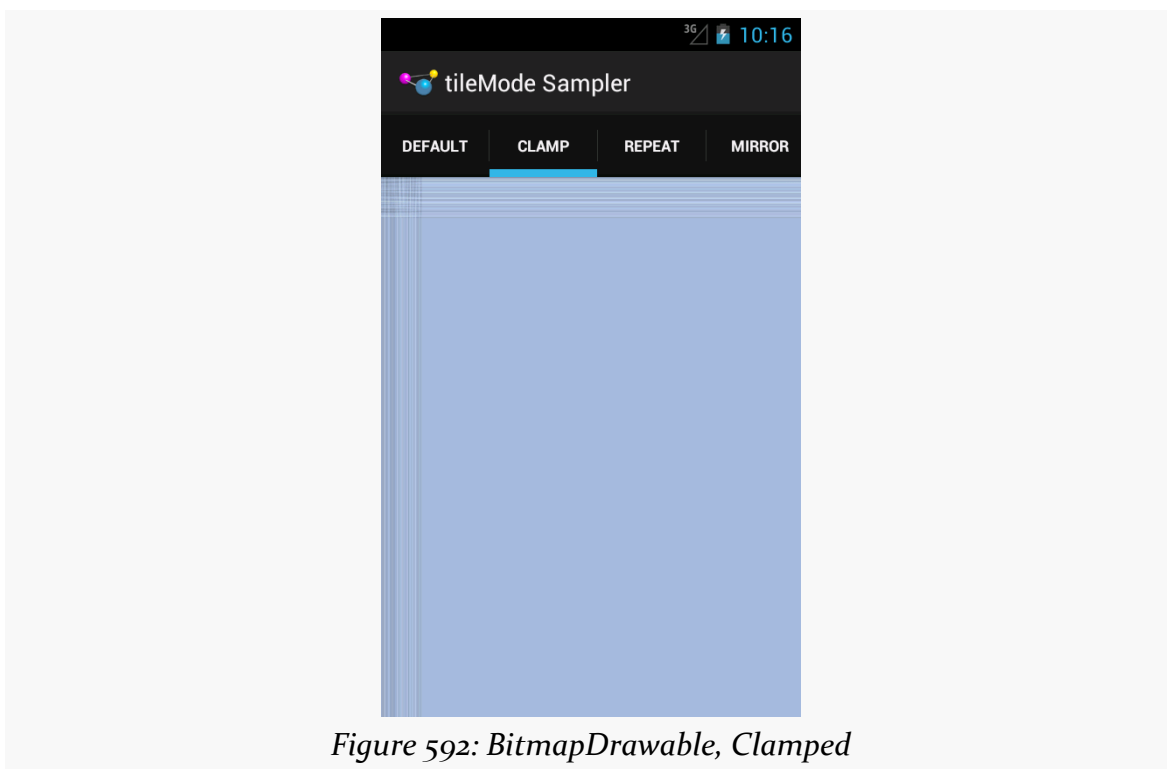 3G 10:16
tileMode Sampler
DEFAULT CLAMP REPEAT MIRROR
Figure 592: BitmapDrawable, Clamped